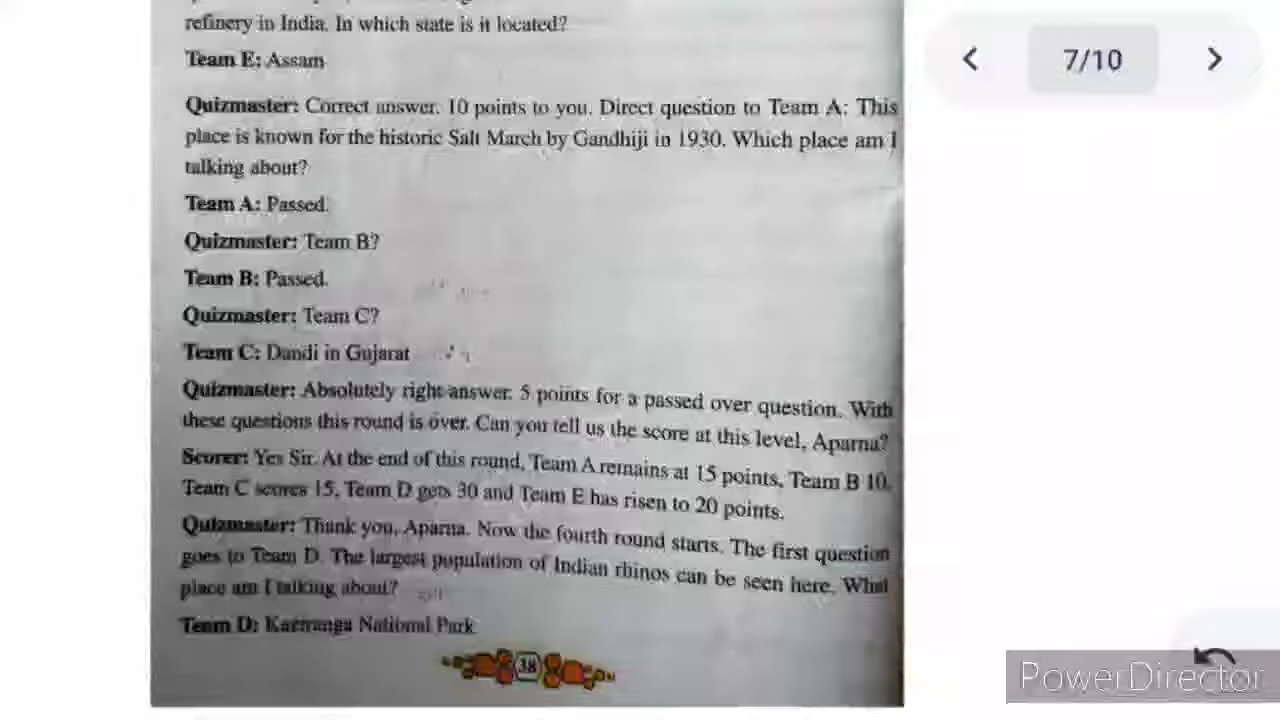 refinery in India. In which state is it located?
Team E: Assam
Quizmaster: Correct answer. 10 points to you. Direct question to Team A: This
place is known for the historic Salt March by Gandhiji in 1930. Which place am I
talking about?
Team A: Passed.
Quizmaster: Team B?
Team B: Passed.
Quizmaster: Team C?
Team C: Dandi in Gujarat
Quizmaster: Absolutely right answer. 5 points for a passed over question. With
these questions this round is over. Can you tell us the score at this level, Aparna?
Scorer: Yes Sir. At the end of this round, Team A remains at 15 points, Team B 10,
Team C scores 15, Team D gets 30 and Team E has risen to 20 points.
Quizmaster: Thank you, Aparna. Now the fourth round starts. The first question
goes to Team D. The largest population of Indian rhinos can be seen here. What
place am I talking about?
Team D: Kaziranga National Park
38
< 7/10 >
PowerDirector